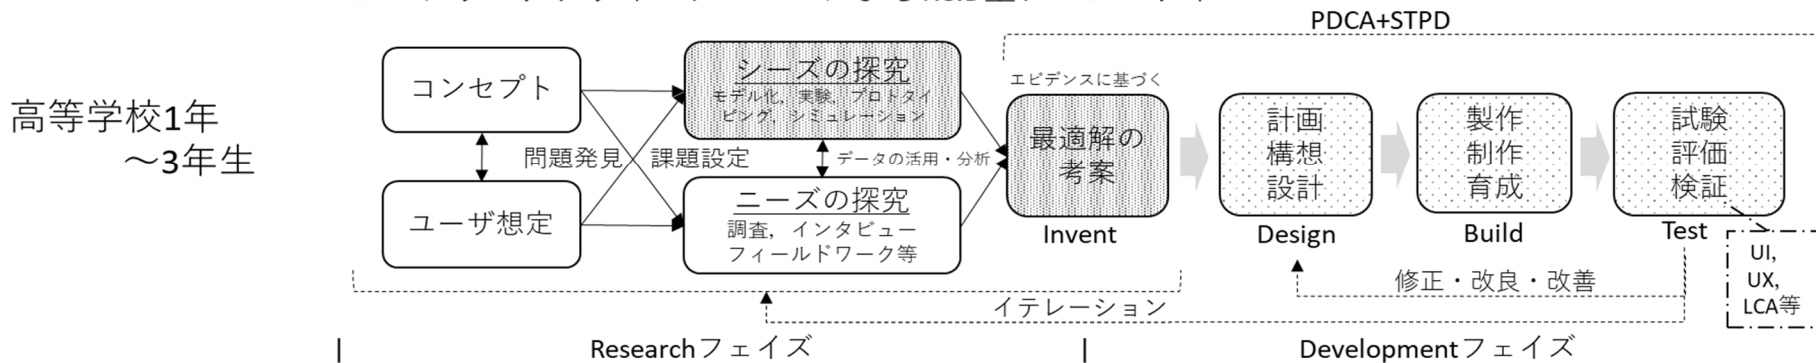 PDCA+STPD
高等学校1年
～3年生
コンセプト
ユーザ想定
問題発見
課題設定
シーズの探究
モデル化，実験，プロトタイ
ピング，シミュレーション
データの活用・分析
ニーズの探究
調査，インタビュー
フィールドワーク等
エビデンスに基づく
最適解の
考案
Invent
計画
構想
設計
Design
製作
制作
育成
Build
試験
評価
検証
Test
UI,
UX,
LCA等
修正・改良・改善
イテレーション
Researchフェイズ
Developmentフェイズ